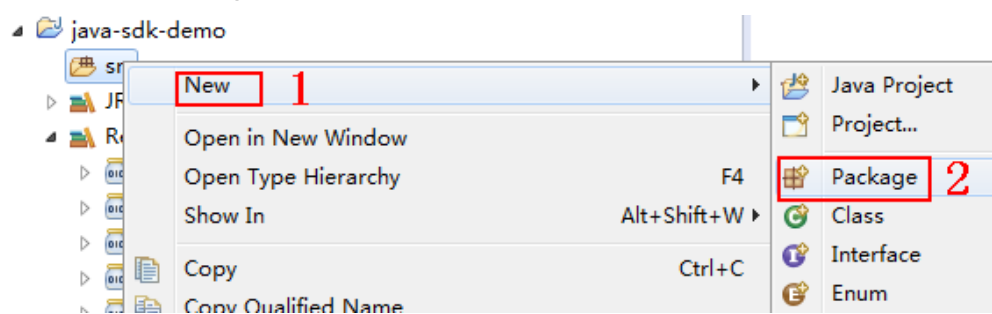 java-sdk-demo
New 1
Open in New Window
Open Type Hierarchy F4
Show In Alt+Shift+W
Copy Ctrl+C
Copy Qualified Name
Java Project
Project...
Package 2
Class
Interface
Enum